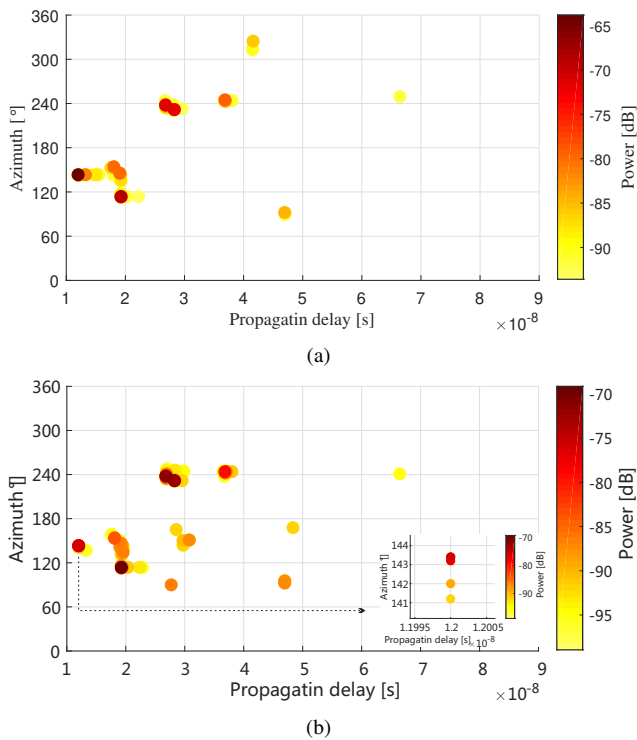 360
300
240
180
120
60
0
Azimuth [°]
1 2 3 4 5 6 7 8 9
Propagatin delay [s]
×10-8
-65
-70
-75
-80
-85
-90
Power [dB]
(a)
360
300
240
180
120
60
0
Azimuth¶]
1 2 3 4 5 6 7 8 9
Propagatin delay [s]
×10-8
-70
-75
-80
-85
-90
-95
Power [dB]
144
143
142
141
Azimuth¶]
1.1995 1.2 1.2005
Propagatin delay [s]
×10-8
-70
-80
-90
Power [dB]
(b)